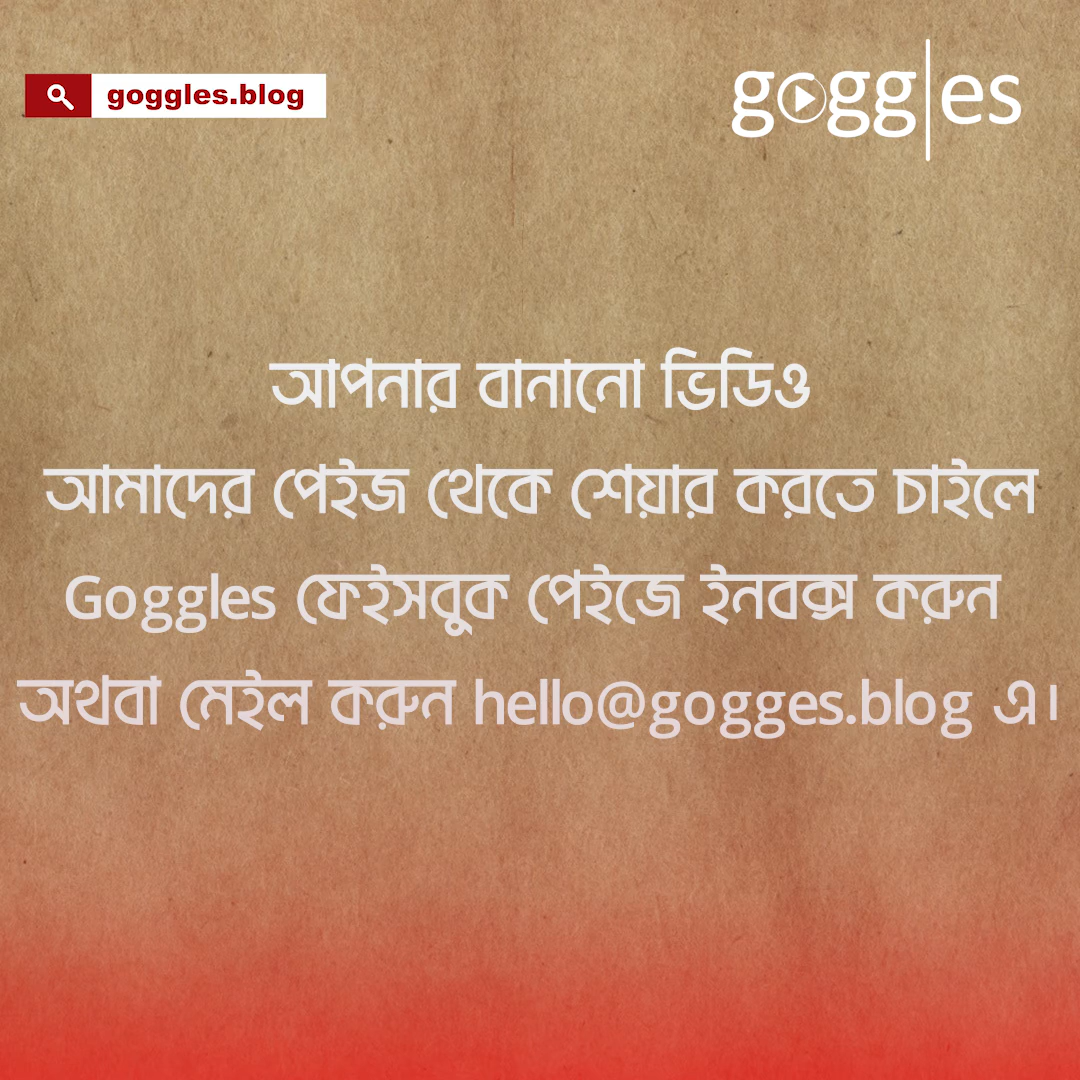 goggles.blog
goggles
আপনার বানানো ভিডিও
আমাদের পেইজ থেকে শেয়ার করতে চাইলে
Goggles ফেইসবুক পেইজে ইনবক্স করুন
অথবা মেইল করুন hello@gogges.blog এ।